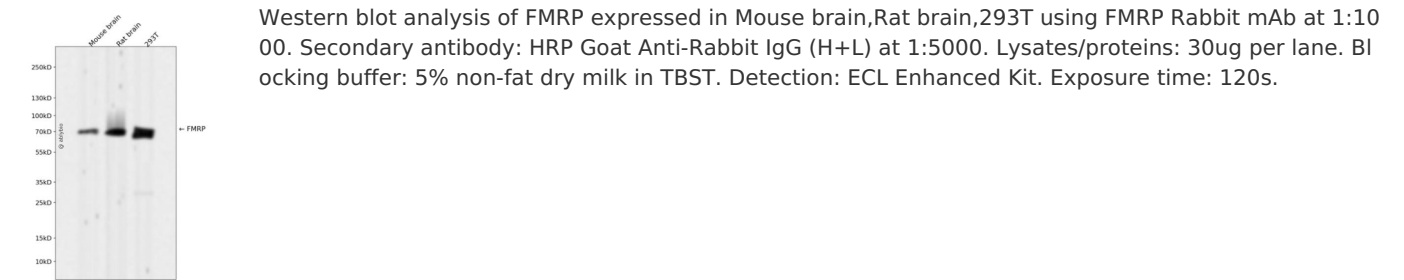 Mouse brain
Rat brain
293T
Western blot analysis of FMRP expressed in Mouse brain,Rat brain,293T using FMRP Rabbit mAb at 1:10
00. Secondary antibody: HRP Goat Anti-Rabbit IgG (H+L) at 1:5000. Lysates/proteins: 30ug per lane. Bl
ocking buffer: 5% non-fat dry milk in TBST. Detection: ECL Enhanced Kit. Exposure time: 120s.
250kD
130kD
100kD
70kD
← FMRP
55kD
35kD
25kD
15kD
10kD